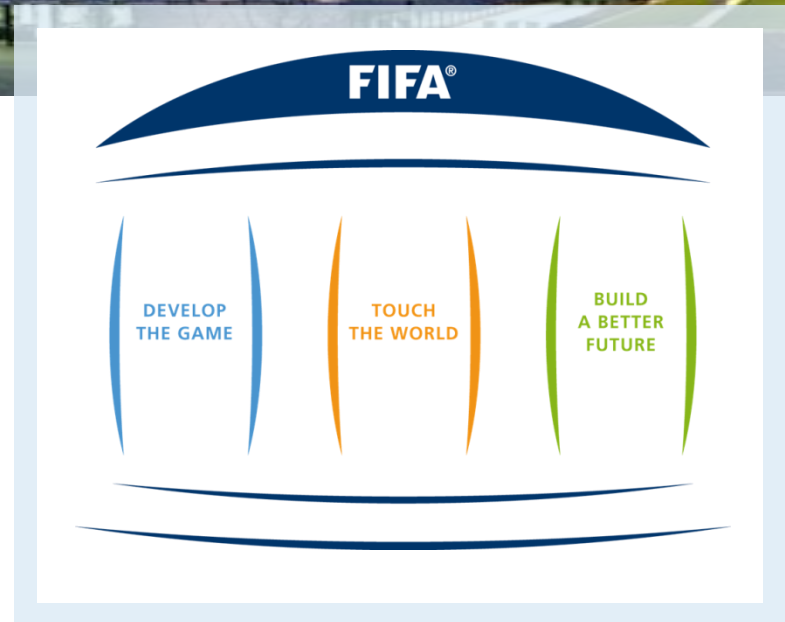 FIFA®
DEVELOP
THE GAME
TOUCH
THE WORLD
BUILD
A BETTER
FUTURE